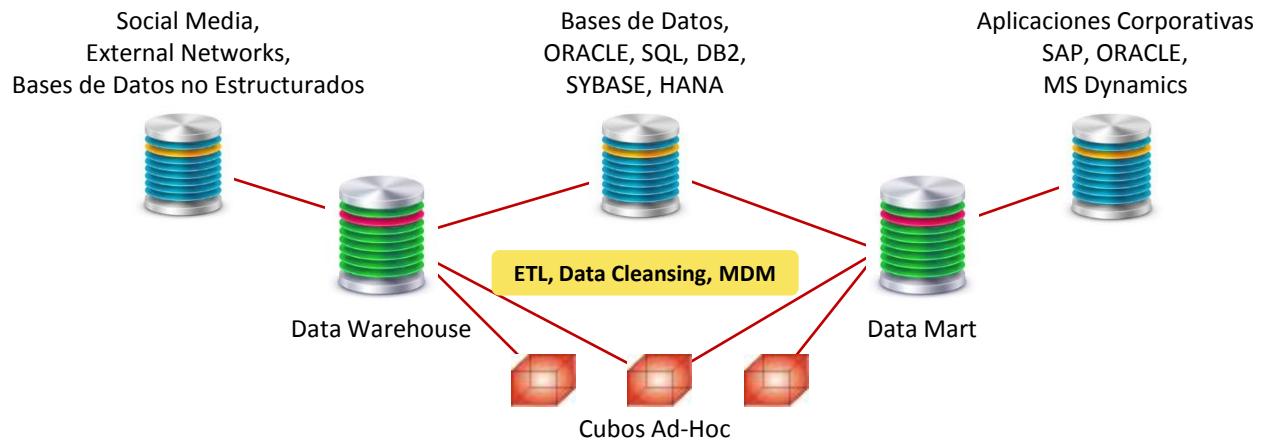 Social Media,
External Networks,
Bases de Datos no Estructurados
Bases de Datos,
ORACLE, SQL, DB2,
SYBASE, HANA
Aplicaciones Corporativas
SAP, ORACLE,
MS Dynamics
ETL, Data Cleansing, MDM
Data Warehouse
Data Mart
Cubos Ad-Hoc